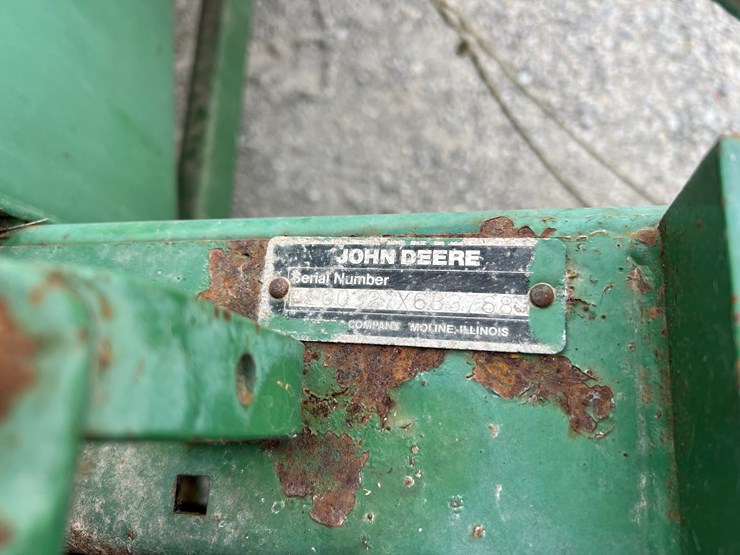 JOHN DEERE
Serial Number
COMPANY MOLINE, ILLINOIS